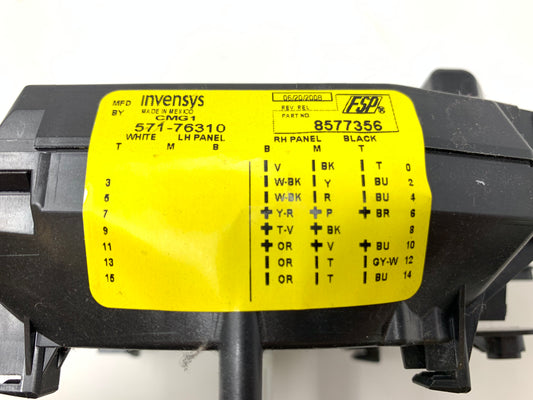 MFD BY invensys 06/20/2008 FSP®
MADE IN MEXICO REV. REL.
CMG1 PART NO.
571-76310 8577356
WHITE LH PANEL RH PANEL BLACK
T M B B M T
| V | BK | T 0
3 | W-BK | Y | BU 2
5 | W-BK | R | BU 4
7 + Y-R + P + BR 6
9 + T-V + BK 8
11 + OR + V + BU 10
13 | OR | T | GY-W 12
15 | OR | T | BU 14